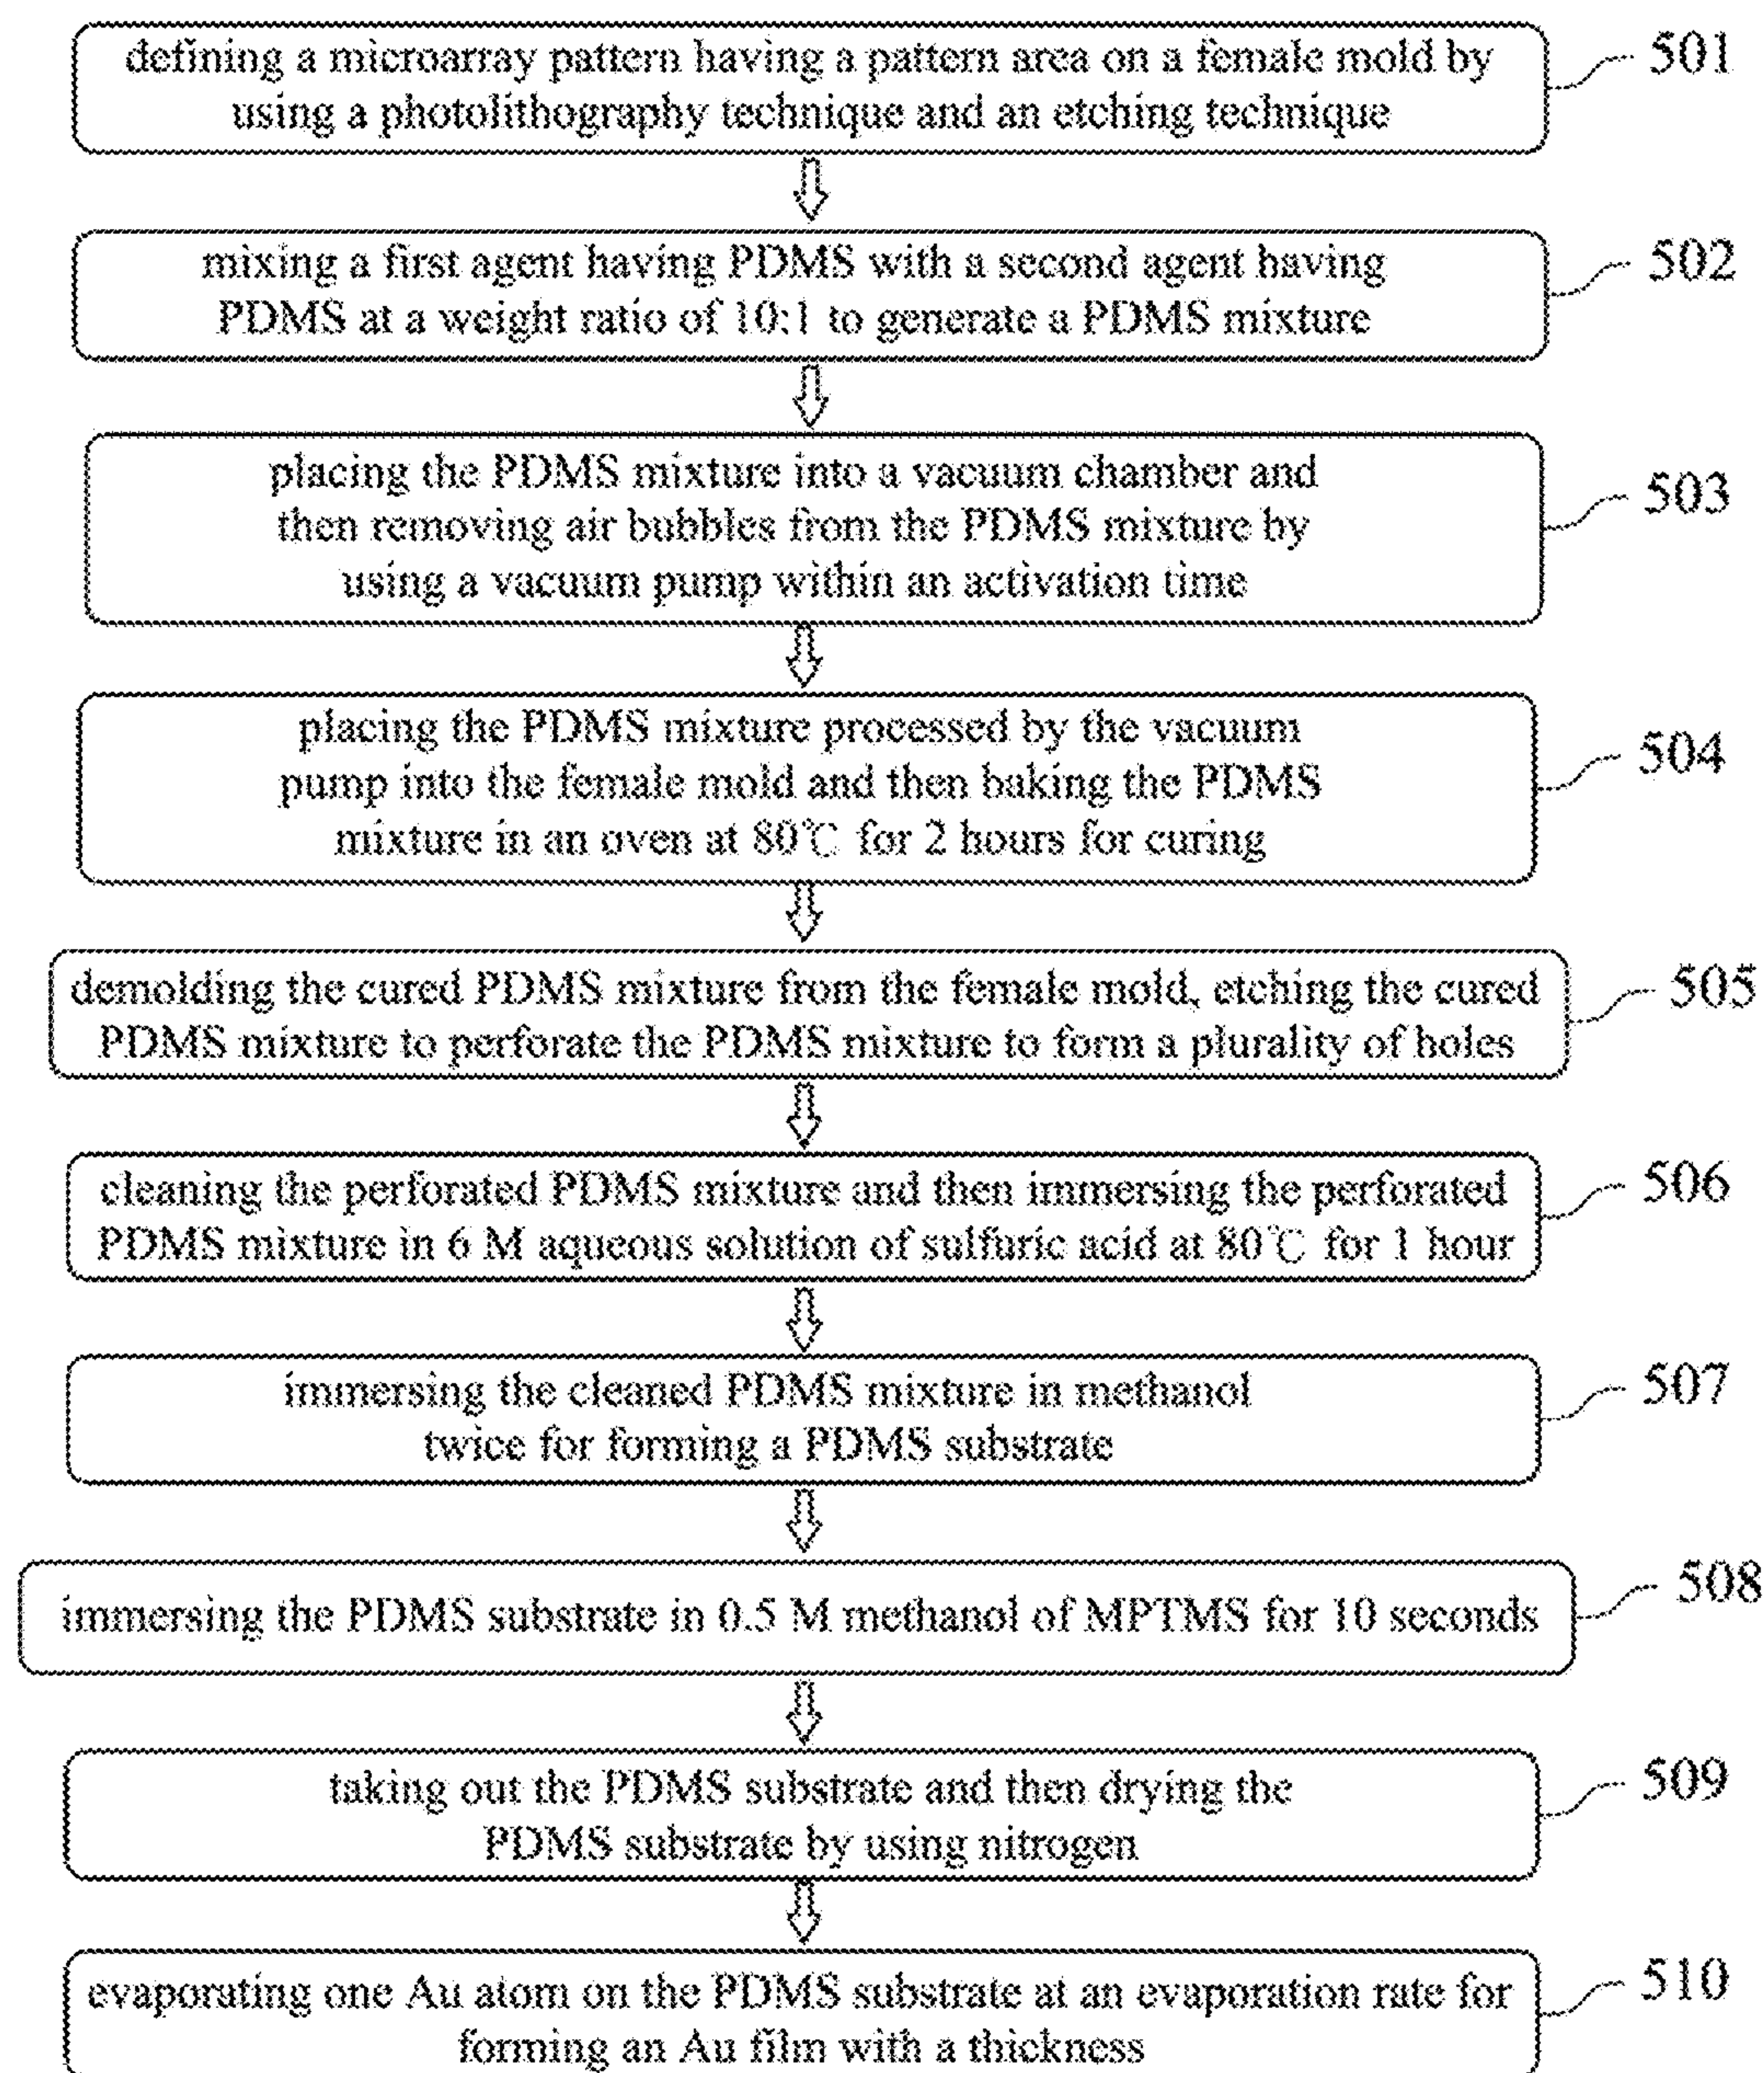 defining a microarray pattern having a pattern area on a female mold by
using a photolithography technique and an etching technique
501
mixing a first agent having PDMS with a second agent having
PDMS at a weight ratio of 10:1 to generate a PDMS mixture
502
placing the PDMS mixture into a vacuum chamber and
then removing air bubbles from the PDMS mixture by
using a vacuum pump within an activation time
503
placing the PDMS mixture processed by the vacuum
pump into the female mold and then baking the PDMS
mixture in an oven at 80℃ for 2 hours for curing
504
demolding the cured PDMS mixture from the female mold, etching the cured
PDMS mixture to perforate the PDMS mixture to form a plurality of holes
505
cleaning the perforated PDMS mixture and then immersing the perforated
PDMS mixture in 6 M aqueous solution of sulfuric acid at 80℃ for 1 hour
506
immersing the cleaned PDMS mixture in methanol
twice for forming a PDMS substrate
507
immersing the PDMS substrate in 0.5 M methanol of MPTMS for 10 seconds
508
taking out the PDMS substrate and then drying the
PDMS substrate by using nitrogen
509
evaporating one Au atom on the PDMS substrate at an evaporation rate for
forming an Au film with a thickness
510